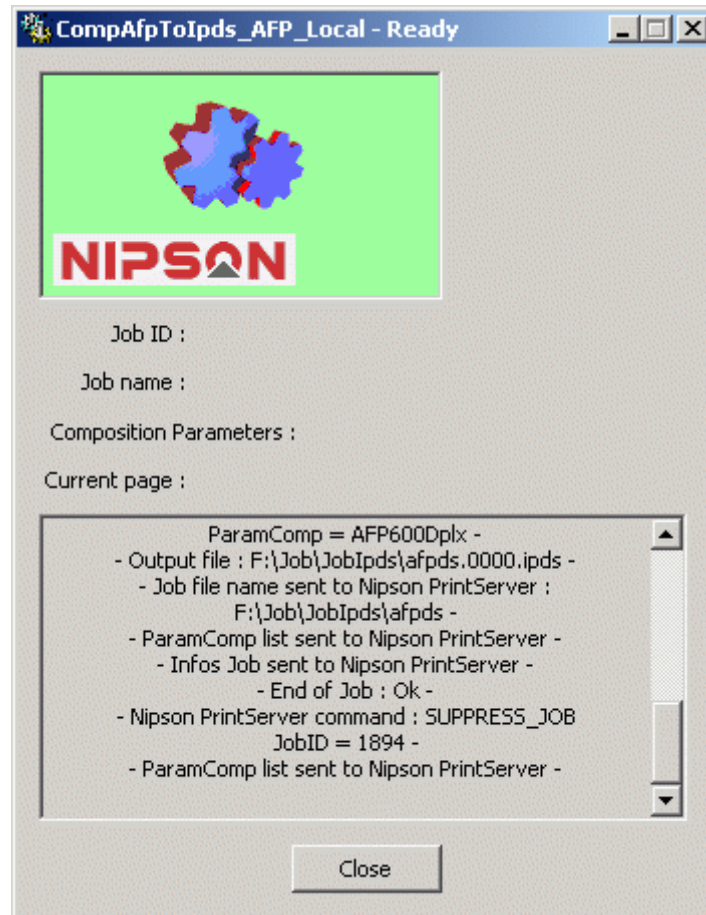 CompAfpToIpds_AFP_Local - Ready
NIPSON
Job ID :
Job name :
Composition Parameters :
Current page :
ParamComp = AFP600Dplx -
- Output file : F:\Job\JobIpds\afpds.0000.ipds -
- Job file name sent to Nipson PrintServer :
F:\Job\JobIpds\afpds -
- ParamComp list sent to Nipson PrintServer -
- Infos Job sent to Nipson PrintServer -
- End of Job : Ok -
- Nipson PrintServer command : SUPPRESS_JOB
JobID = 1894 -
- ParamComp list sent to Nipson PrintServer -
Close